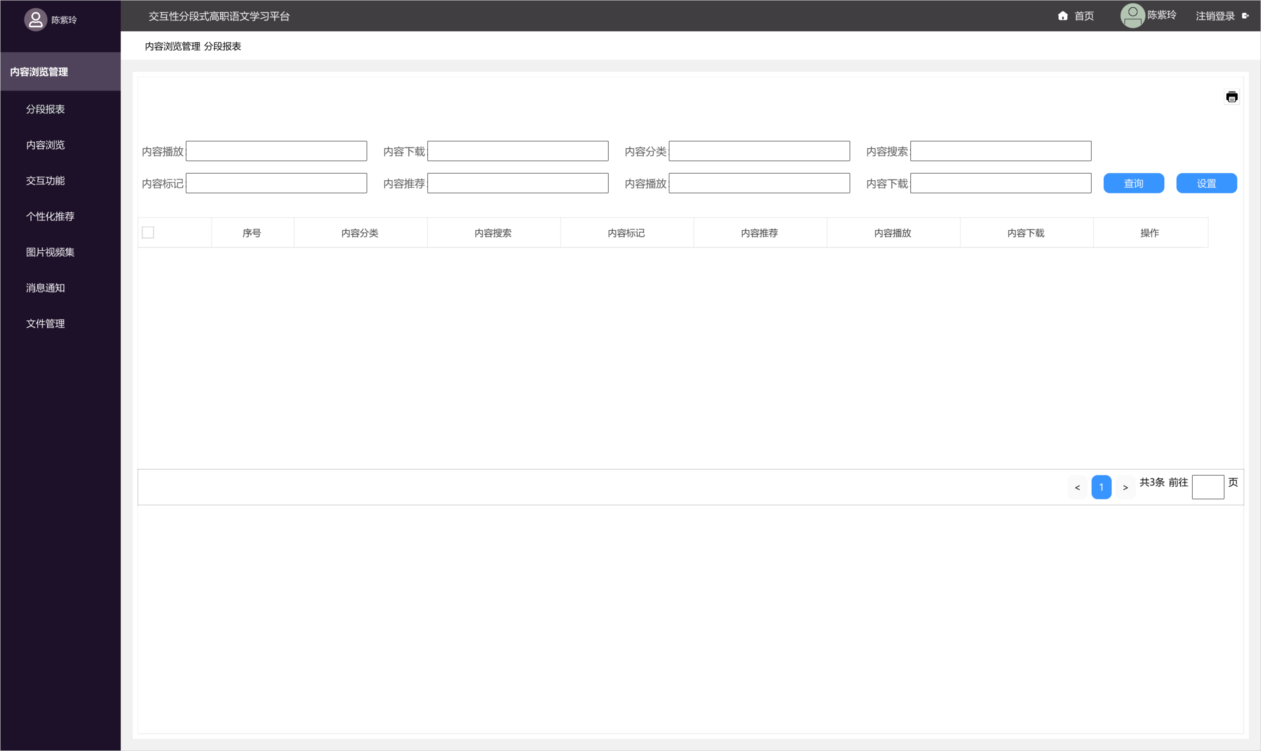 陈紫玲
交互性分段式高职语文学习平台
首页
陈紫玲
注销登录
内容浏览管理 分段报表
内容浏览管理
分段报表
内容浏览
交互功能
个性化推荐
图片视频集
消息通知
文件管理
内容播放 内容下载 内容分类 内容搜索
内容标记 内容推荐 内容播放 内容下载 查询 设置
序号 内容分类 内容搜索 内容标记 内容推荐 内容播放 内容下载 操作
< 1 > 共3条 前往 页